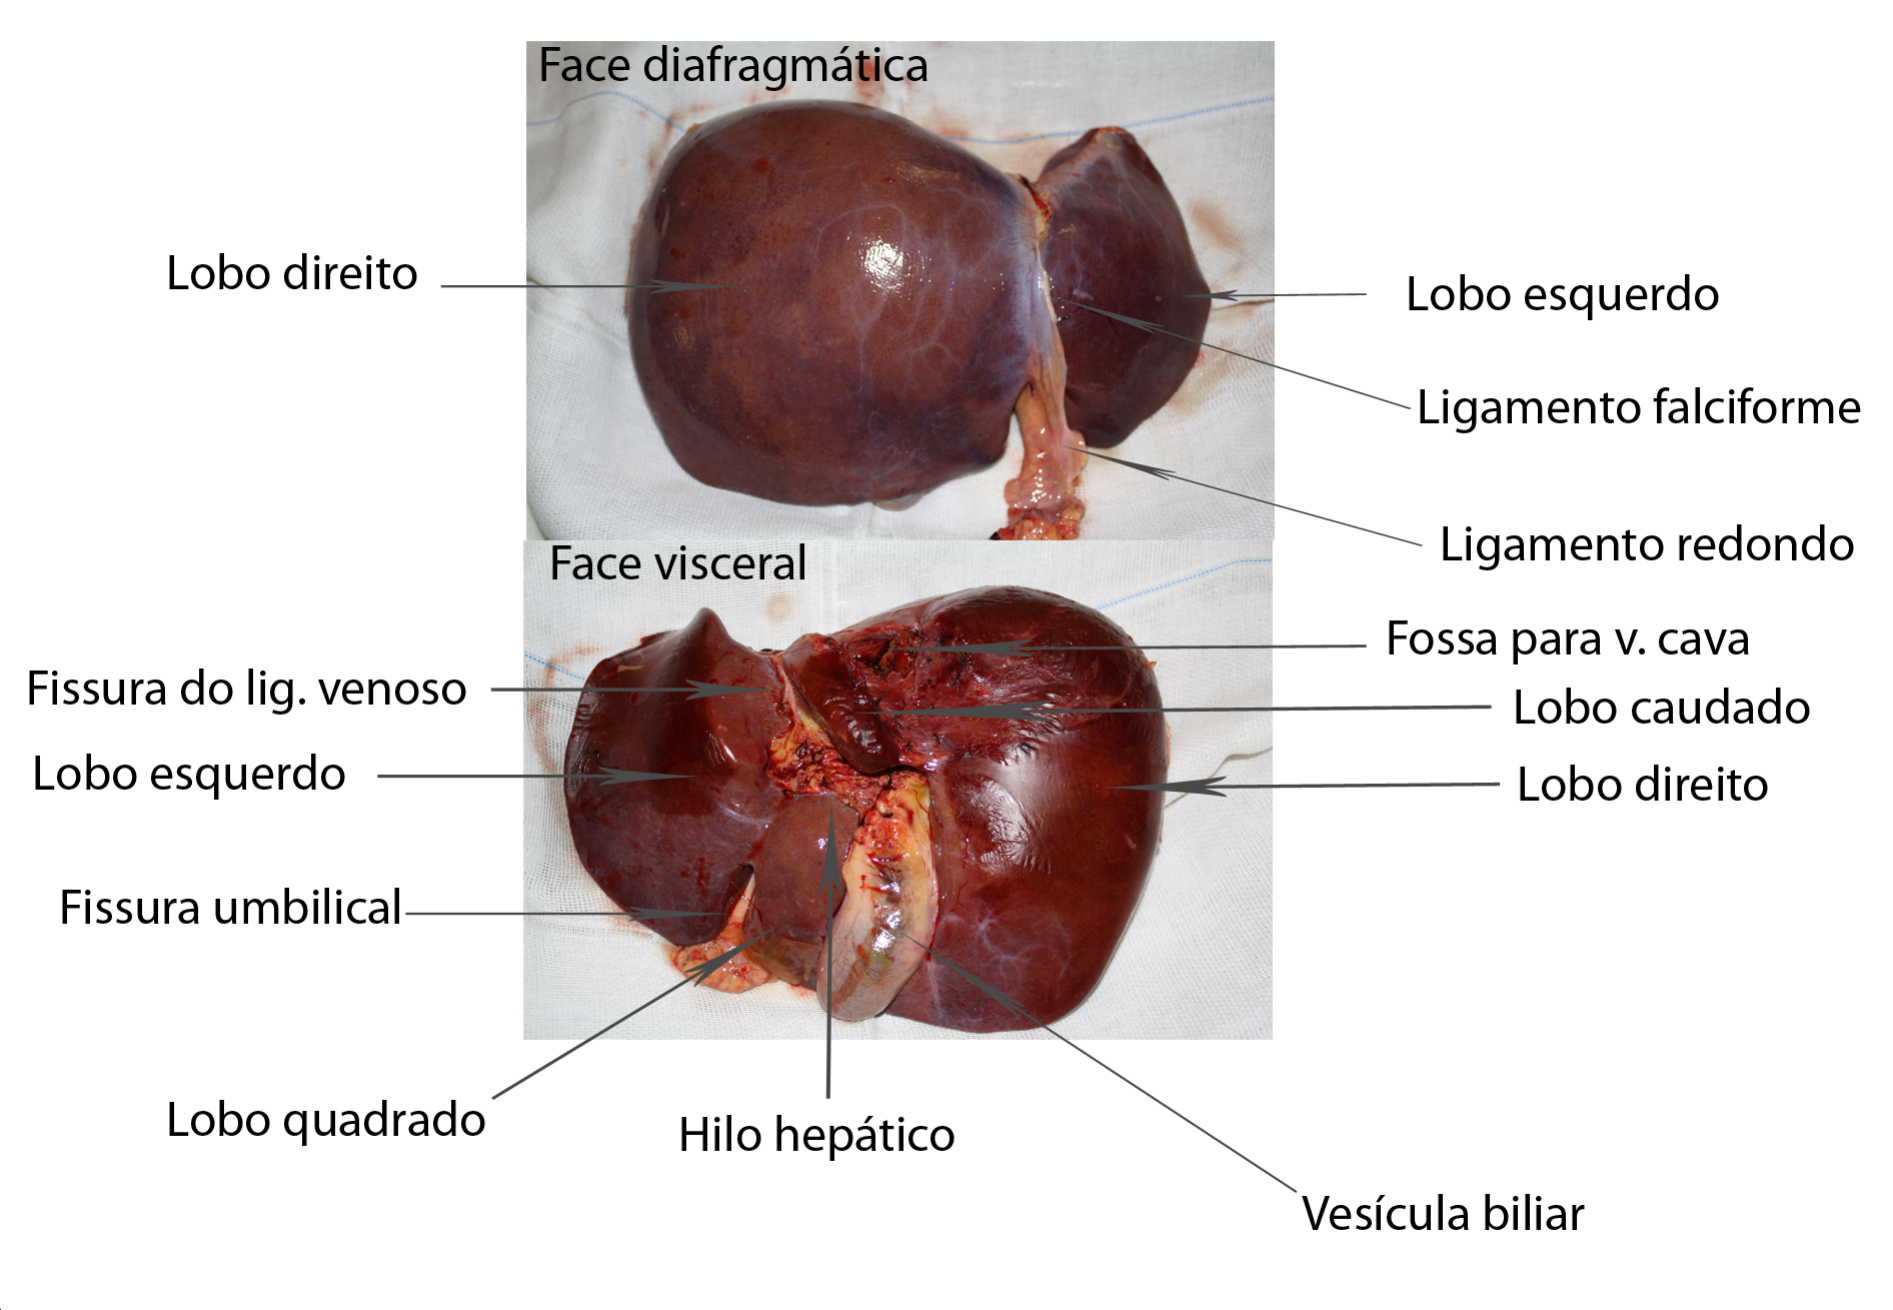 Face diafragmática
Lobo direito
Lobo esquerdo
Ligamento falciforme
Ligamento redondo
Face visceral
Fossa para v. cava
Fissura do lig. venoso
Lobo caudado
Lobo esquerdo
Lobo direito
Fissura umbilical
Lobo quadrado
Hilo hepático
Vesícula biliar